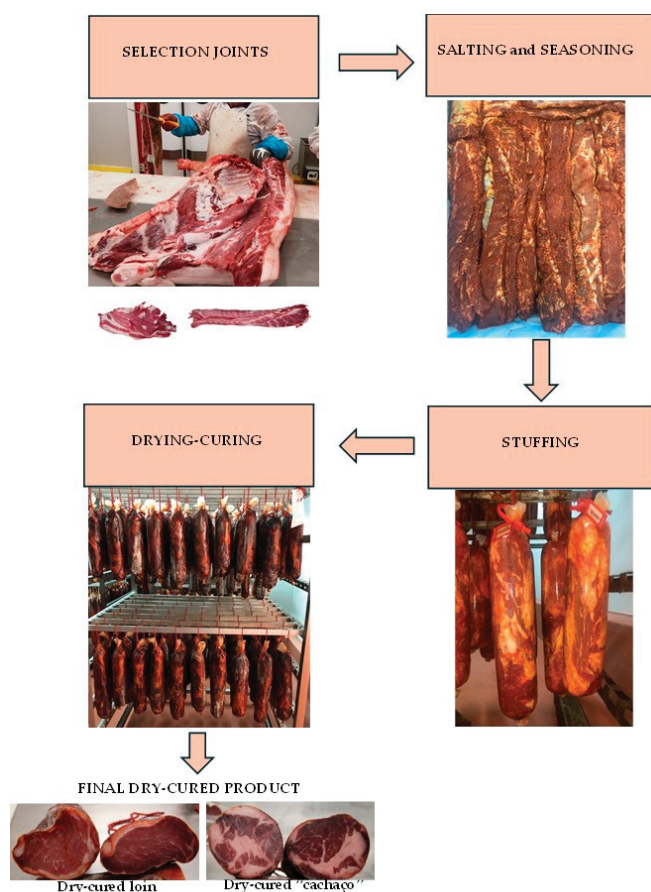 SELECTION JOINTS
SALTING and SEASONING
DRYING-CURING
STUFFING
FINAL DRY-CURED PRODUCT
Dry-cured loin
Dry-cured "cachaço"